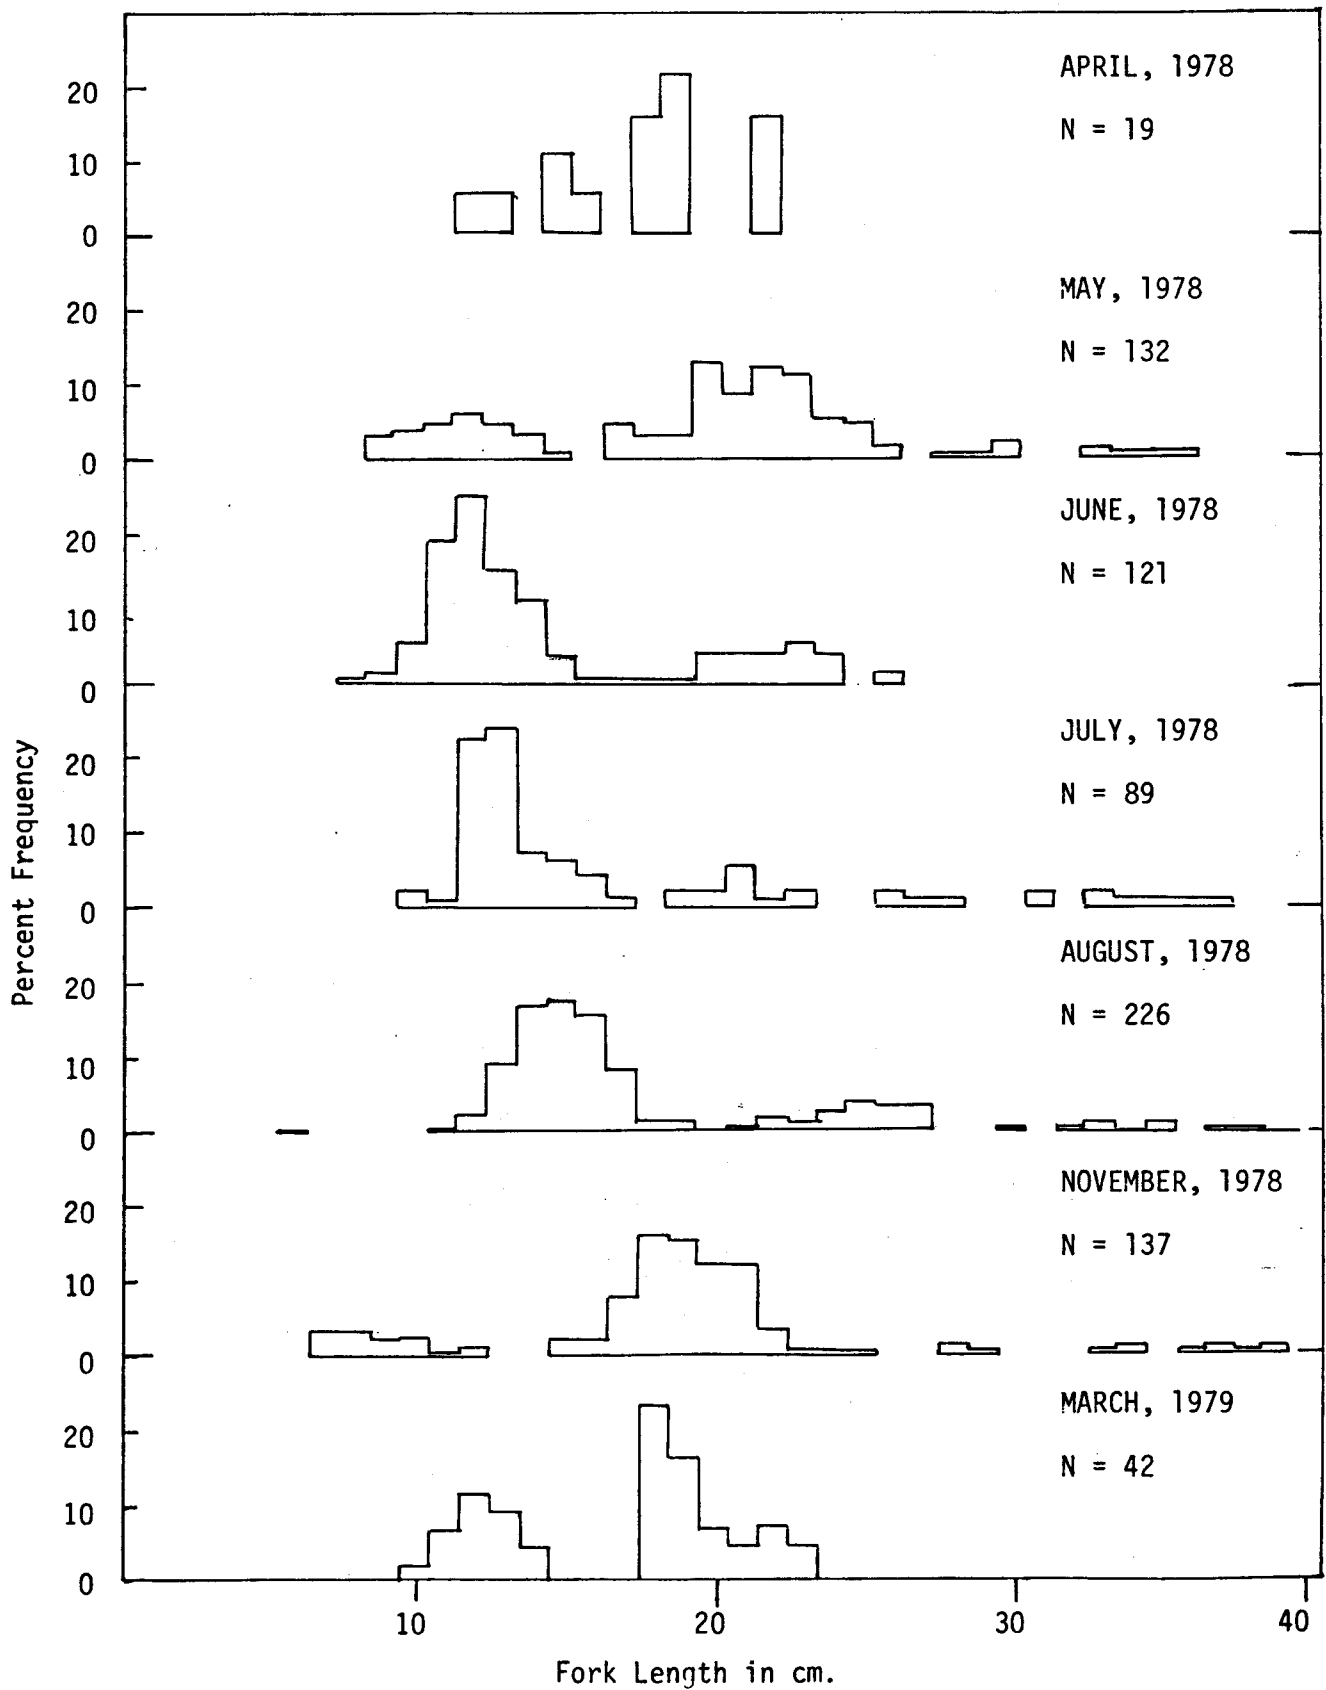 APRIL, 1978
N = 19
20
10
0
MAY, 1978
N = 132
20
10
0
JUNE, 1978
N = 121
20
10
0
JULY, 1978
N = 89
20
10
0
AUGUST, 1978
N = 226
20
10
0
NOVEMBER, 1978
N = 137
20
10
0
MARCH, 1979
N = 42
20
10
0
Percent Frequency
10 20 30 40
Fork Length in cm.